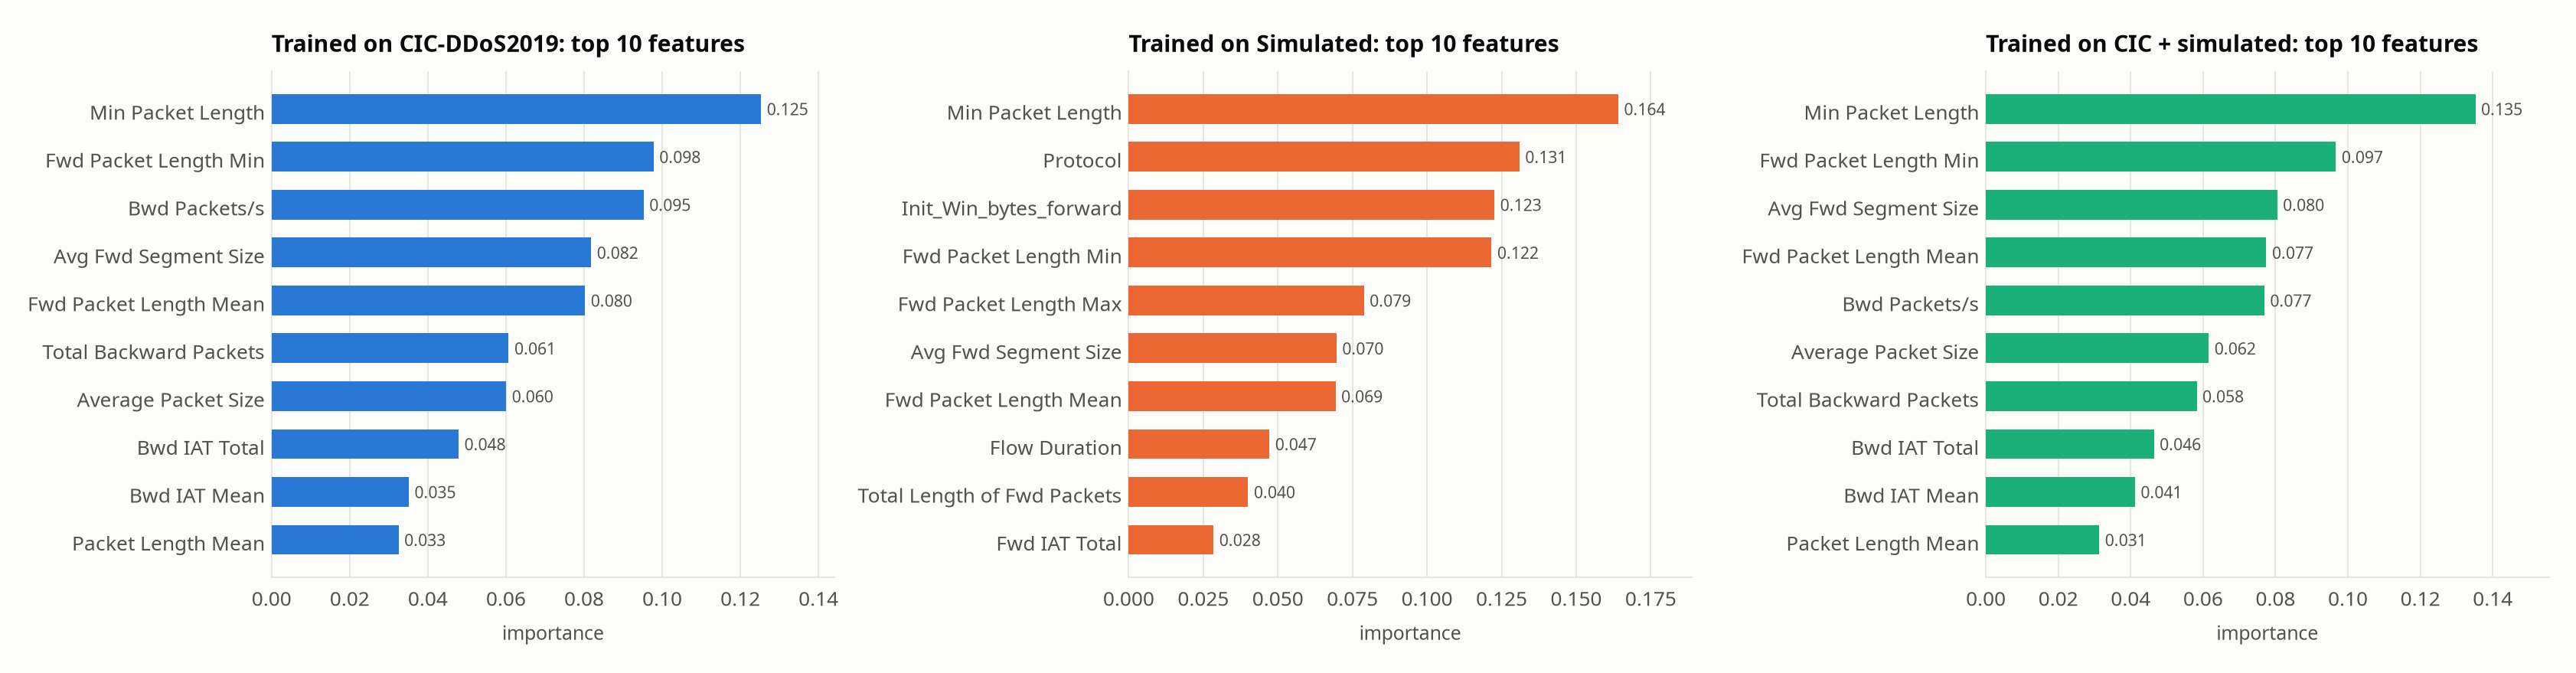 Trained on CIC-DDoS2019: top 10 features
Min Packet Length 0.125
Fwd Packet Length Min 0.098
Bwd Packets/s 0.095
Avg Fwd Segment Size 0.082
Fwd Packet Length Mean 0.080
Total Backward Packets 0.061
Average Packet Size 0.060
Bwd IAT Total 0.048
Bwd IAT Mean 0.035
Packet Length Mean 0.033
0.00 0.02 0.04 0.06 0.08 0.10 0.12 0.14
importance
Trained on Simulated: top 10 features
Min Packet Length 0.164
Protocol 0.131
Init_Win_bytes_forward 0.123
Fwd Packet Length Min 0.122
Fwd Packet Length Max 0.079
Avg Fwd Segment Size 0.070
Fwd Packet Length Mean 0.069
Flow Duration 0.047
Total Length of Fwd Packets 0.040
Fwd IAT Total 0.028
0.000 0.025 0.050 0.075 0.100 0.125 0.150 0.175
importance
Trained on CIC + simulated: top 10 features
Min Packet Length 0.135
Fwd Packet Length Min 0.097
Avg Fwd Segment Size 0.080
Fwd Packet Length Mean 0.077
Bwd Packets/s 0.077
Average Packet Size 0.062
Total Backward Packets 0.058
Bwd IAT Total 0.046
Bwd IAT Mean 0.041
Packet Length Mean 0.031
0.00 0.02 0.04 0.06 0.08 0.10 0.12 0.14
importance